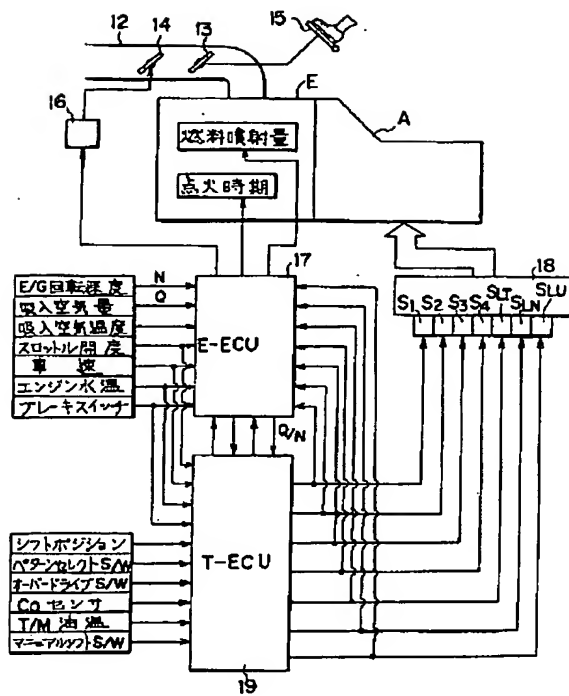 15
12
14
13
16
E
A
燃料噴射量
点火時期
17
18
E/G回転速度
N
吸入空気量
Q
吸入空気温度
スロットル開度
車速
エンジン水温
ブレーキスイッチ
E-ECU
S1
S2
S3
S4
SLT
SLN
SLU
Q/N
シフトポジション
パターンセレクトS/W
オーバードライブS/W
Coセンサ
T/M油温
マニュアルシフトS/W
T-ECU
19